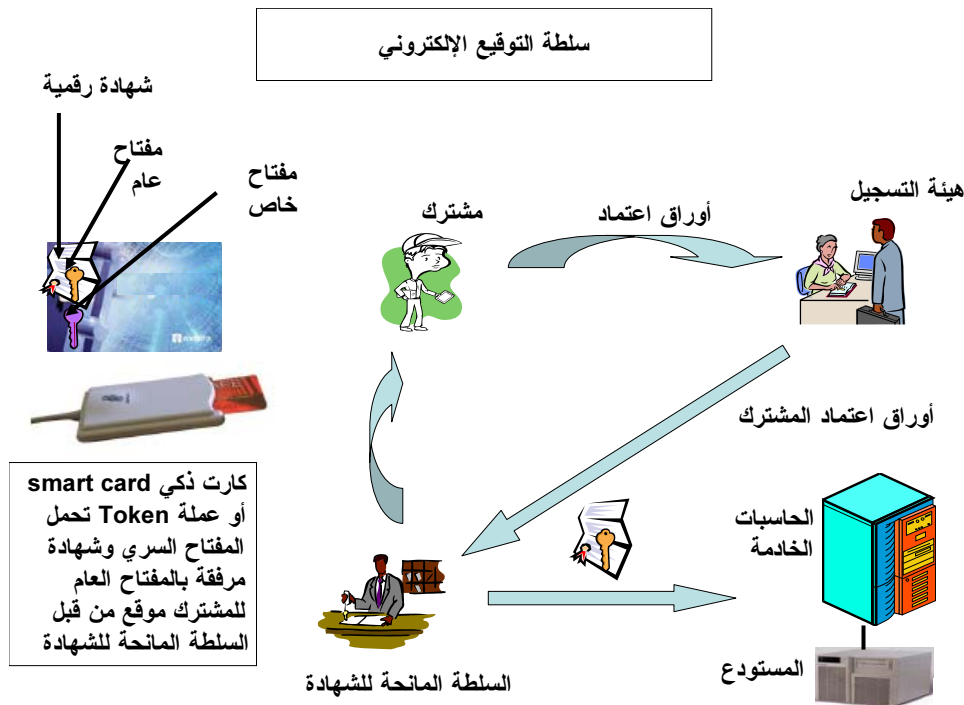 سلطة التوقيع الإلكتروني
شهادة رقمية
مفتاح
عام
مفتاح
خاص
مشترك
أوراق اعتماد
هيئة التسجيل
أوراق اعتماد المشترك
كارت ذكي smart card
أو عملة Token تحمل
المفتاح السري وشهادة
مرفقة بالمفتاح العام
للمشترك موقع من قبل
السلطة المانحة للشهادة
الحاسبات
الخادمة
المستودع
السلطة المانحة للشهادة